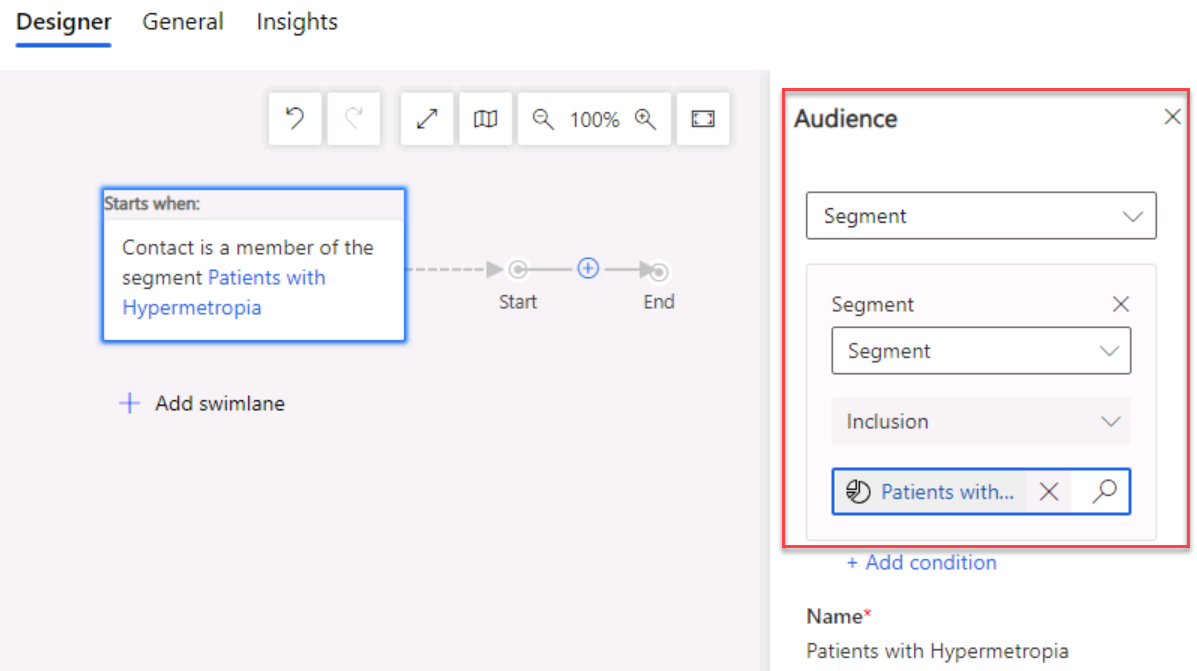 Designer General Insights
100%
Starts when:
Contact is a member of the
segment Patients with
Hypermetropia
Start
End
Add swimlane
Audience
Segment
Segment
Segment
Inclusion
Patients with...
+ Add condition
Name*
Patients with Hypermetropia